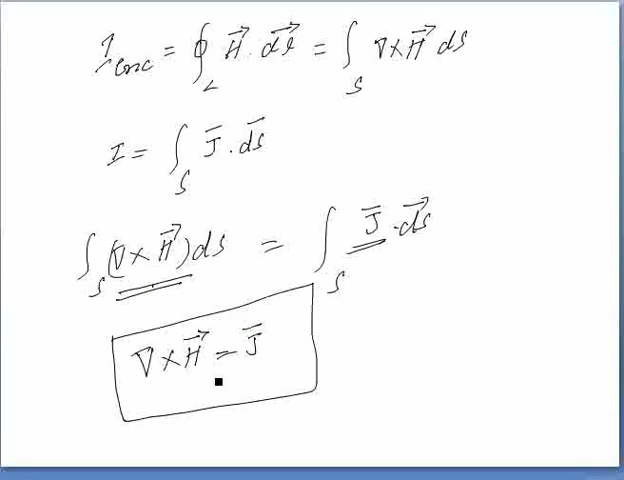 I_enc = ∮_L H⃗ . dl⃗ = ∫_S ∇×H⃗ ds
I = ∫_S J̅ . ds̅
∫_S (∇×H⃗) ds = ∫_S J̅ . ds⃗
∇×H⃗ = J̅